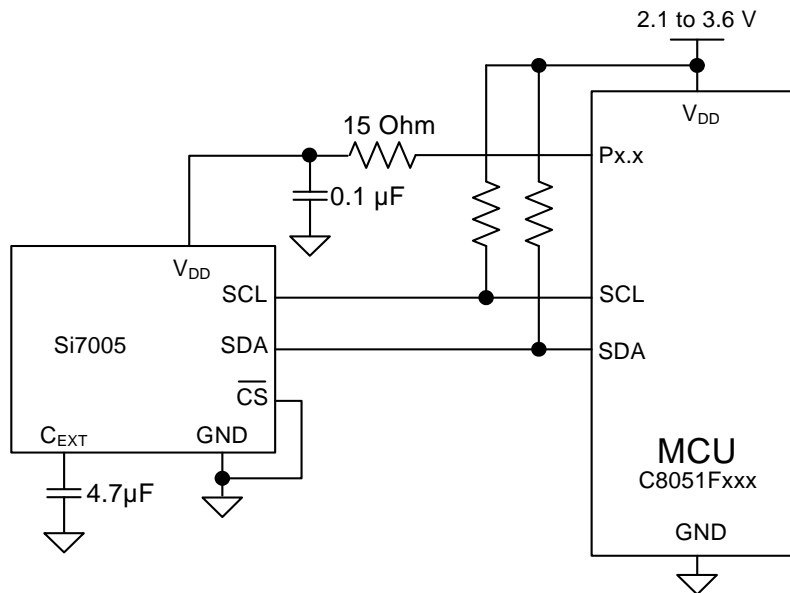 2.1 to 3.6 V
15 Ohm
V_DD
Px.x
0.1 µF
V_DD
SCL
SCL
Si7005
SDA
SDA
CS
C_EXT
GND
MCU
C8051Fxxx
4.7µF
GND